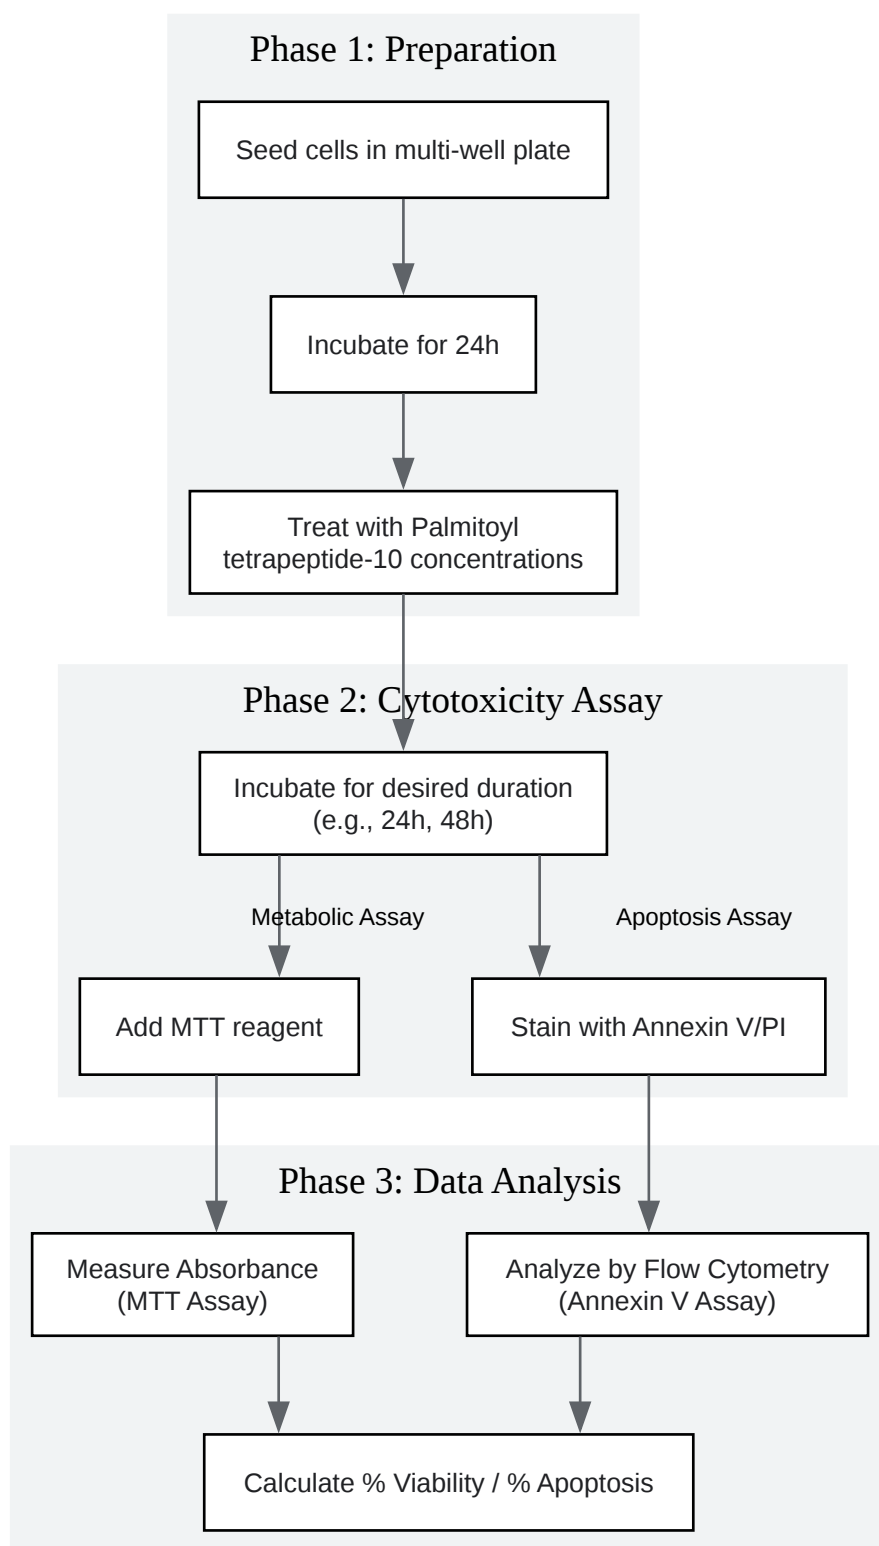 Phase 1: Preparation
Seed cells in multi-well plate
Incubate for 24h
Treat with Palmitoyl
tetrapeptide-10 concentrations
Phase 2: Cytotoxicity Assay
Incubate for desired duration
(e.g., 24h, 48h)
Metabolic Assay
Apoptosis Assay
Add MTT reagent
Stain with Annexin V/PI
Phase 3: Data Analysis
Measure Absorbance
(MTT Assay)
Analyze by Flow Cytometry
(Annexin V Assay)
Calculate % Viability / % Apoptosis